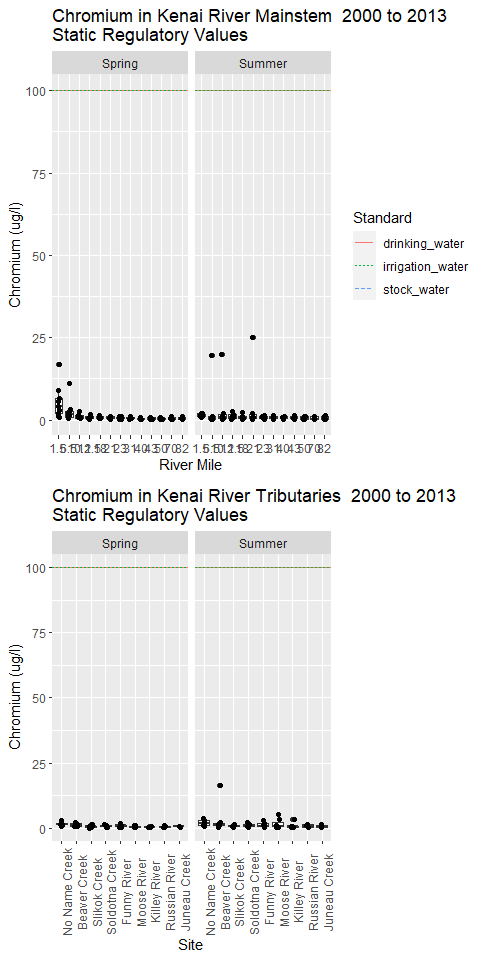 Chromium in Kenai River Mainstem  2000 to 2013
Static Regulatory Values
Spring
Summer
100
75
50
25
0
Chromium (ug/l)
River Mile
Standard
drinking_water
irrigation_water
stock_water
Chromium in Kenai River Tributaries  2000 to 2013
Static Regulatory Values
Spring
Summer
100
75
50
25
0
Chromium (ug/l)
No Name Creek
Beaver Creek
Slikok Creek
Soldotna Creek
Funny River
Moose River
Killey River
Russian River
Juneau Creek
No Name Creek
Beaver Creek
Slikok Creek
Soldotna Creek
Funny River
Moose River
Killey River
Russian River
Juneau Creek
Site